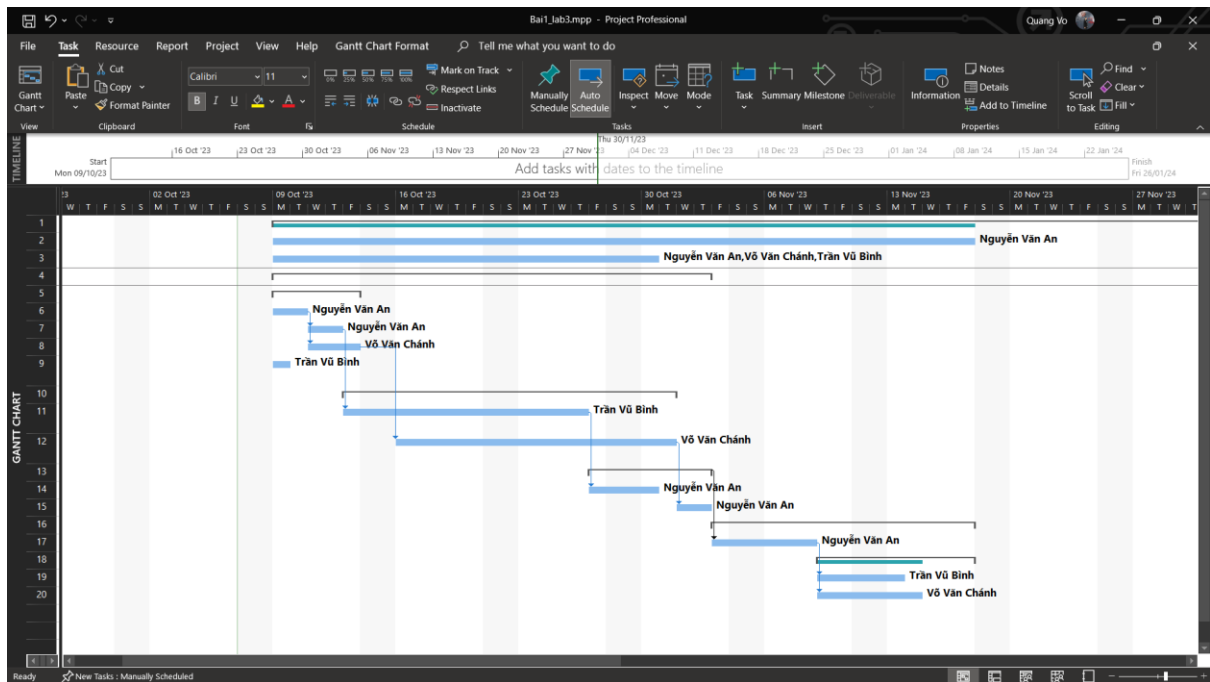 Bai1_lab3.mpp - Project Professional
Quang Vo
File Task Resource Report Project View Help Gantt Chart Format Tell me what you want to do
Gantt Chart
View
Paste
Cut
Copy
Format Painter
Clipboard
Calibri 11
B I U A
Font
0% 25% 50% 75% 100%
Mark on Track
Respect Links
Inactivate
Schedule
Manually Schedule
Auto Schedule
Inspect
Move
Mode
Tasks
Task
Summary
Milestone
Deliverable
Insert
Information
Notes
Details
Add to Timeline
Properties
Scroll to Task
Find
Clear
Fill
Editing
TIMELINE
Thu 30/11/23
16 Oct '23 23 Oct '23 30 Oct '23 06 Nov '23 13 Nov '23 20 Nov '23 27 Nov '23 04 Dec '23 11 Dec '23 18 Dec '23 25 Dec '23 01 Jan '24 08 Jan '24 15 Jan '24 22 Jan '24
Start
Mon 09/10/23
Add tasks with dates to the timeline
Finish
Fri 26/01/24
'23 02 Oct '23 09 Oct '23 16 Oct '23 23 Oct '23 30 Oct '23 06 Nov '23 13 Nov '23 20 Nov '23 27 Nov '23
W T F S S M T W T F S S M T W T F S S M T W T F S S M T W T F S S M T W T F S S M T W T F S S M T W T F S S M T W T F S S M T W T
GANTT CHART
1
2 Nguyễn Văn An
3 Nguyễn Văn An,Võ Văn Chánh,Trần Vũ Bình
4
5
6 Nguyễn Văn An
7 Nguyễn Văn An
8 Võ Văn Chánh
9 Trần Vũ Bình
10
11 Trần Vũ Bình
12 Võ Văn Chánh
13
14 Nguyễn Văn An
15 Nguyễn Văn An
16
17 Nguyễn Văn An
18
19 Trần Vũ Bình
20 Võ Văn Chánh
Ready New Tasks : Manually Scheduled